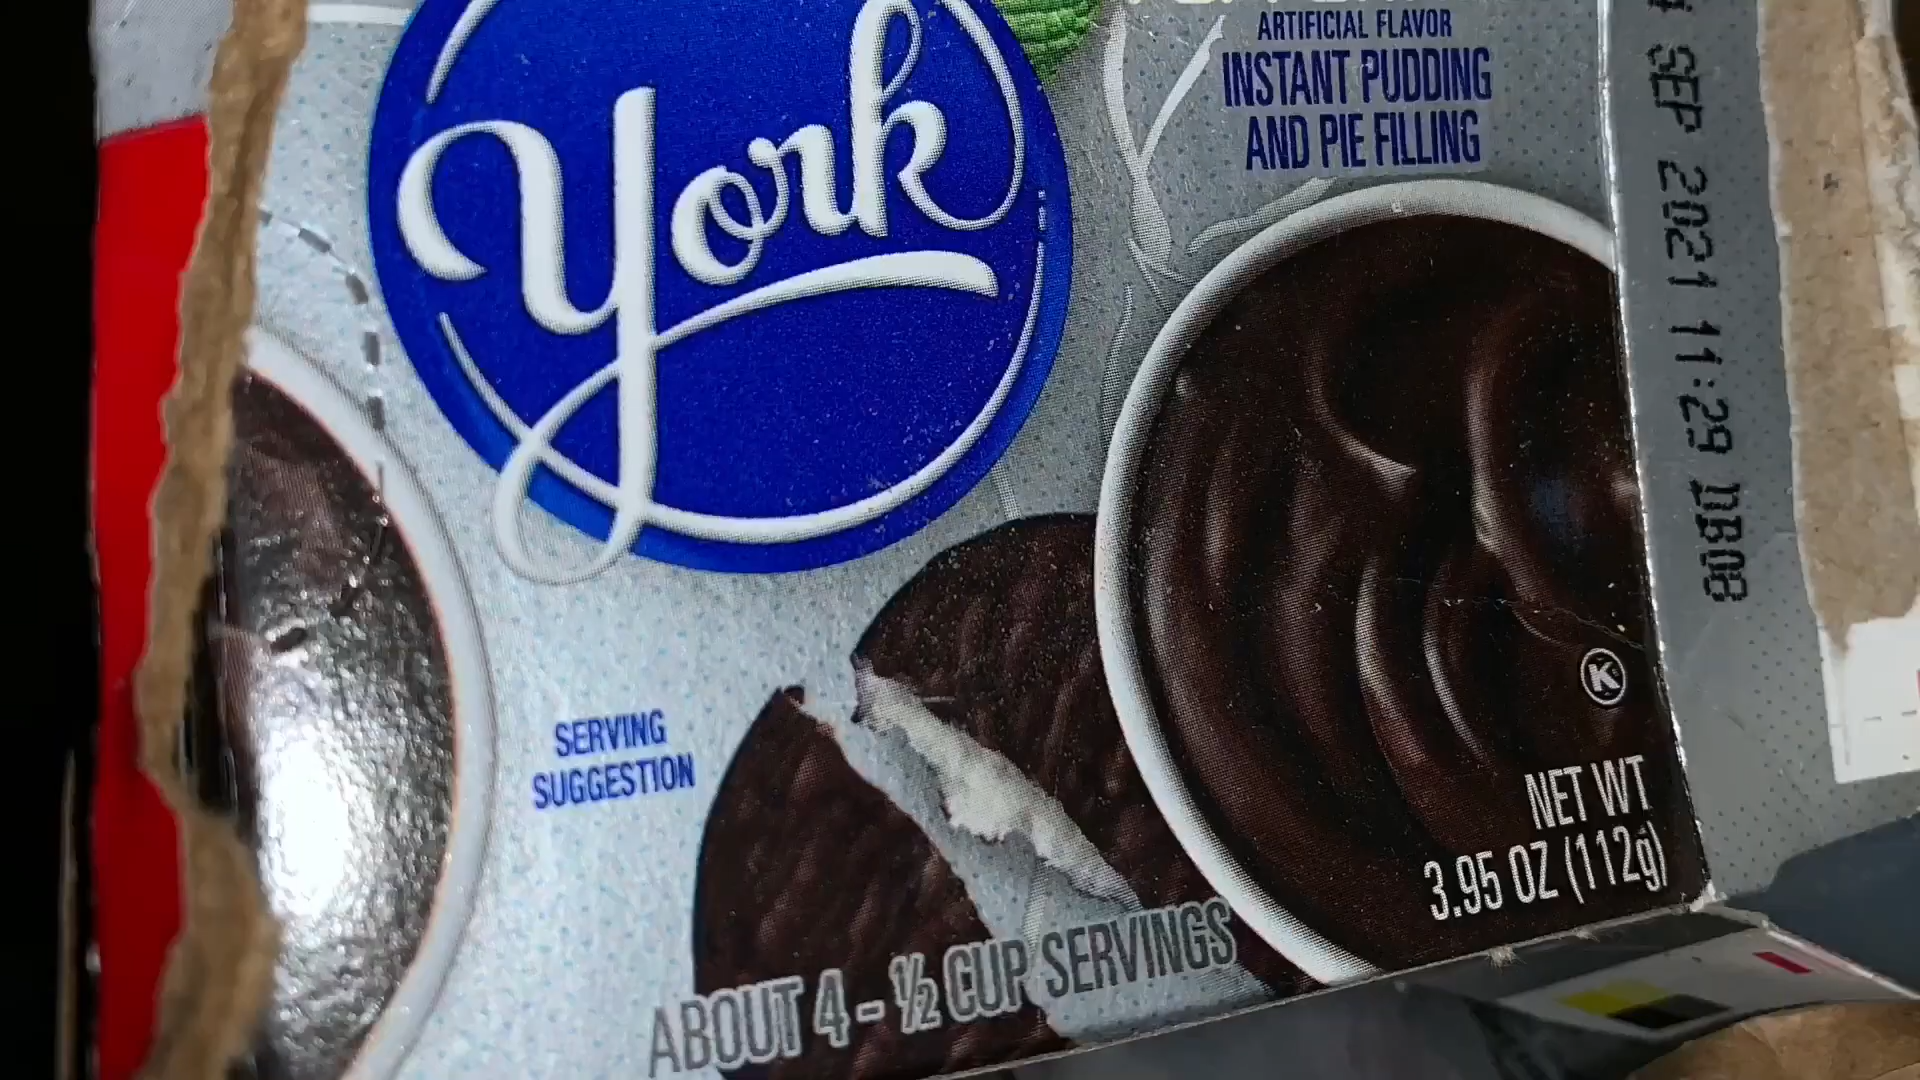 York
ARTIFICIAL FLAVOR
INSTANT PUDDING
AND PIE FILLING
SEP 2021 11:29 DB08
SERVING
SUGGESTION
K
NET WT
3.95 OZ (112g)
ABOUT 4 - ½ CUP SERVINGS